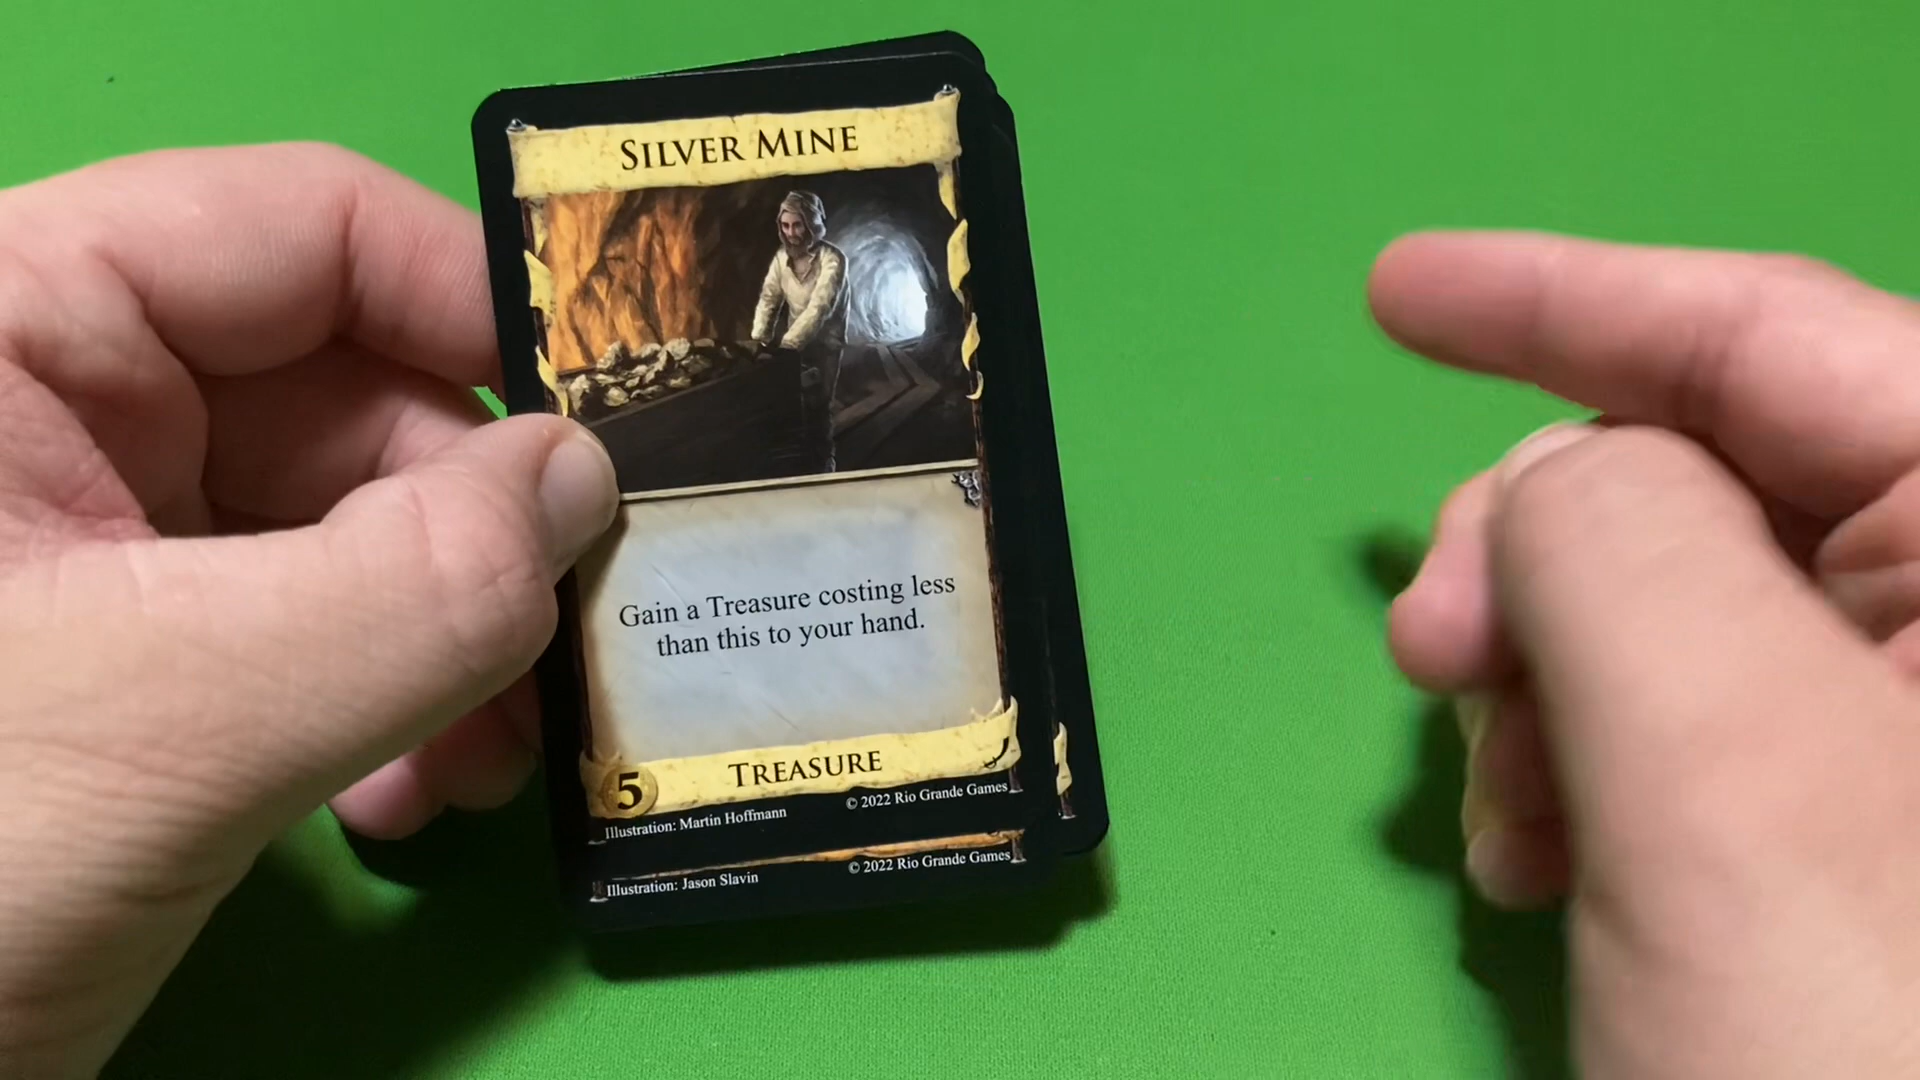 SILVER MINE
Gain a Treasure costing less
than this to your hand.
5
TREASURE
Illustration: Martin Hoffmann
© 2022 Rio Grande Games
Illustration: Jason Slavin
© 2022 Rio Grande Games